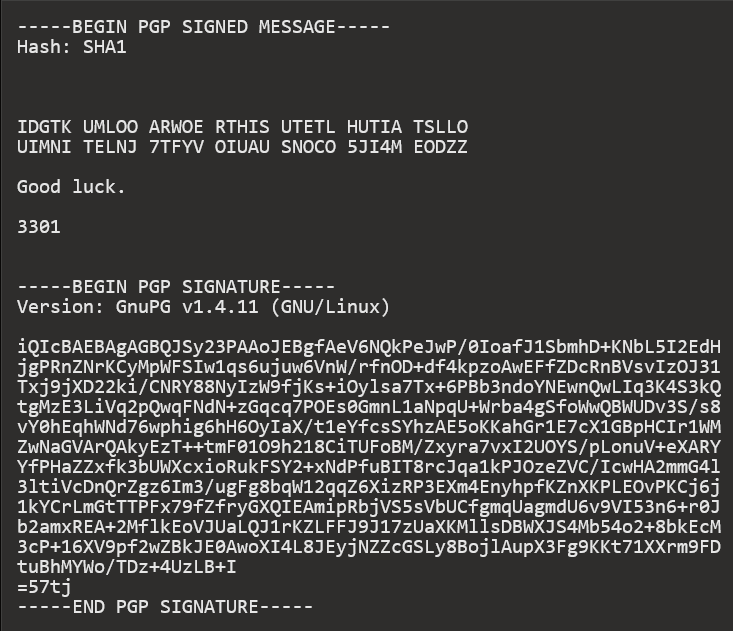 -----BEGIN PGP SIGNED MESSAGE-----
Hash: SHA1
IDGTK UMLOO ARWOE RTHIS UTETL HUTIA TSLLO
UIMNI TELNJ 7TFYV OIUAU SNOCO 5JI4M EODZZ
Good luck.
3301
-----BEGIN PGP SIGNATURE-----
Version: GnuPG v1.4.11 (GNU/Linux)
iQIcBAEBAgAGBQJSy23PAAoJEBgfAeV6NQkPeJwP/0IoafJ1SbmhD+KNbL5I2EdH
jgPRnZNrKCyMpWFSIw1qs6ujuw6VnW/rfnOD+df4kpzoAwEFfZDcRnBVsvIzOJ31
Txj9jXD22ki/CNRY88NyIzW9fjKs+iOylsa7Tx+6PBb3ndoYNEwnQwLIq3K4S3kQ
tgMzE3LiVq2pQwqFNdN+zGqcq7POEs0GmnL1aNpqU+Wrba4gSfoWwQBWUDv3S/s8
vY0hEqhWNd76wphig6hH6OyIaX/t1eYfcsSYhzAE5oKKahGr1E7cX1GBpHCIr1WM
ZwNaGVArQAkyEzT++tmF01O9h218CiTUFoBM/Zxyra7vxI2UOYS/pLonuV+eXARY
YfPHaZZxfk3bUWXcxioRukFSY2+xNdPfuBIT8rcJqa1kPJOzeZVC/IcwHA2mmG4l
3ltiVcDnQrZgz6Im3/ugFg8bqW12qqZ6XizRP3EXm4EnyhpfKZnXKPLEOvPKCj6j
1kYCrLmGtTTPFx79fZfryGXQIEAmipRbjVS5sVbUCfgmqUagmdU6v9VI53n6+r0J
b2amxREA+2MflkEoVJUaLQJ1rKZLFFJ9J17zUaXKMllsDBWXJS4Mb54o2+8bkEcM
3cP+16XV9pf2wZBkJE0AwoXI4L8JEyjNZZcGSLy8BojlAupX3Fg9KKt71XXrm9FD
tuBhMYWo/TDz+4UzLB+I
=57tj
-----END PGP SIGNATURE-----